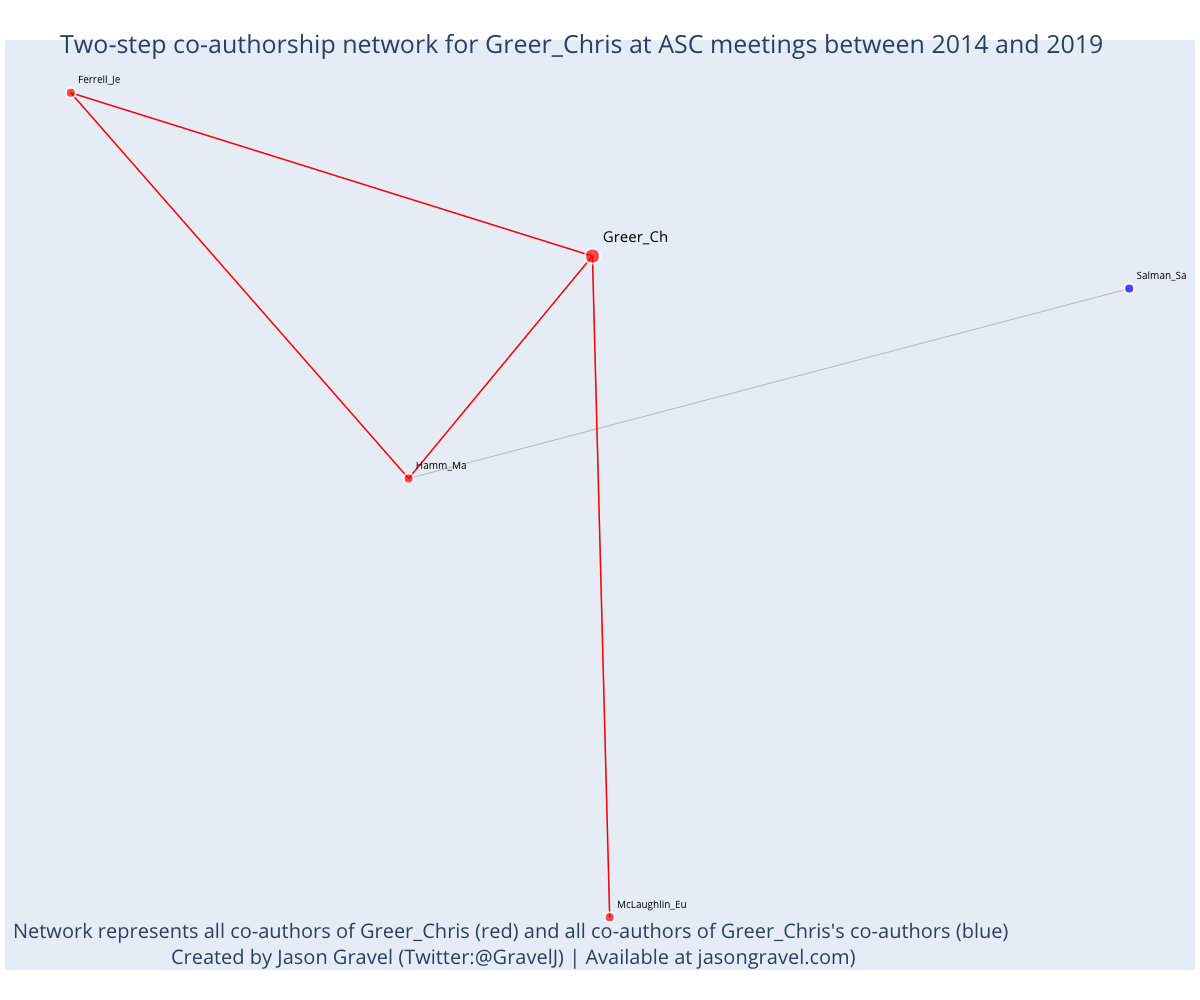 Two-step co-authorship network for Greer_Chris at ASC meetings between 2014 and 2019
Ferrell_Je
Greer_Ch
Salman_Sa
Hamm_Ma
McLaughlin_Eu
Network represents all co-authors of Greer_Chris (red) and all co-authors of Greer_Chris's co-authors (blue)
Created by Jason Gravel (Twitter:@GravelJ) | Available at jasongravel.com)